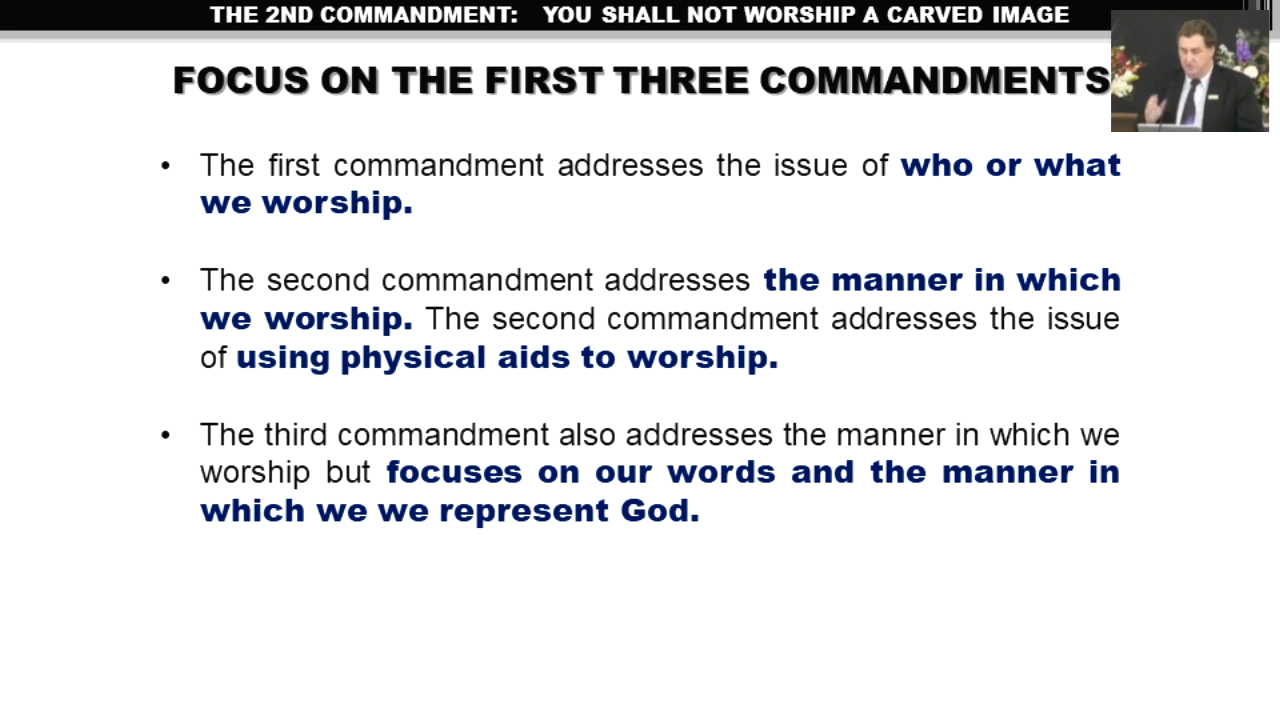 THE 2ND COMMANDMENT: YOU SHALL NOT WORSHIP A CARVED IMAGE
FOCUS ON THE FIRST THREE COMMANDMENTS
• The first commandment addresses the issue of who or what
we worship.
• The second commandment addresses the manner in which
we worship. The second commandment addresses the issue
of using physical aids to worship.
• The third commandment also addresses the manner in which we
worship but focuses on our words and the manner in
which we we represent God.